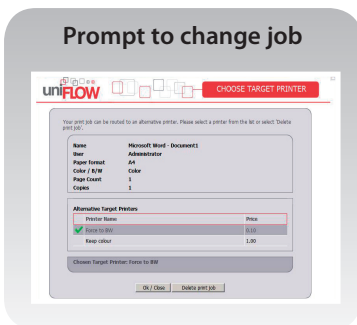 Prompt to change job
uniFLOW
CHOOSE TARGET PRINTER
Your print job can be routed to an alternative printer. Please select a printer from the list or select 'Delete
print job'.
Name Microsoft Word - Document1
User Administrator
Paper format A4
Color / B/W Color
Page Count 1
Copies 1
Alternative Target Printers
Printer Name Price
Force to BW 0.10
Keep colour 1.00
Chosen Target Printer: Force to BW
Ok / Close Delete print job